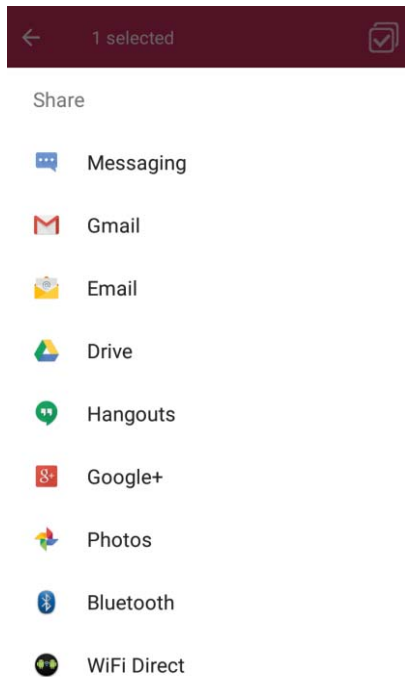 1 selected
Share
Messaging
Gmail
Email
Drive
Hangouts
Google+
Photos
Bluetooth
WiFi Direct